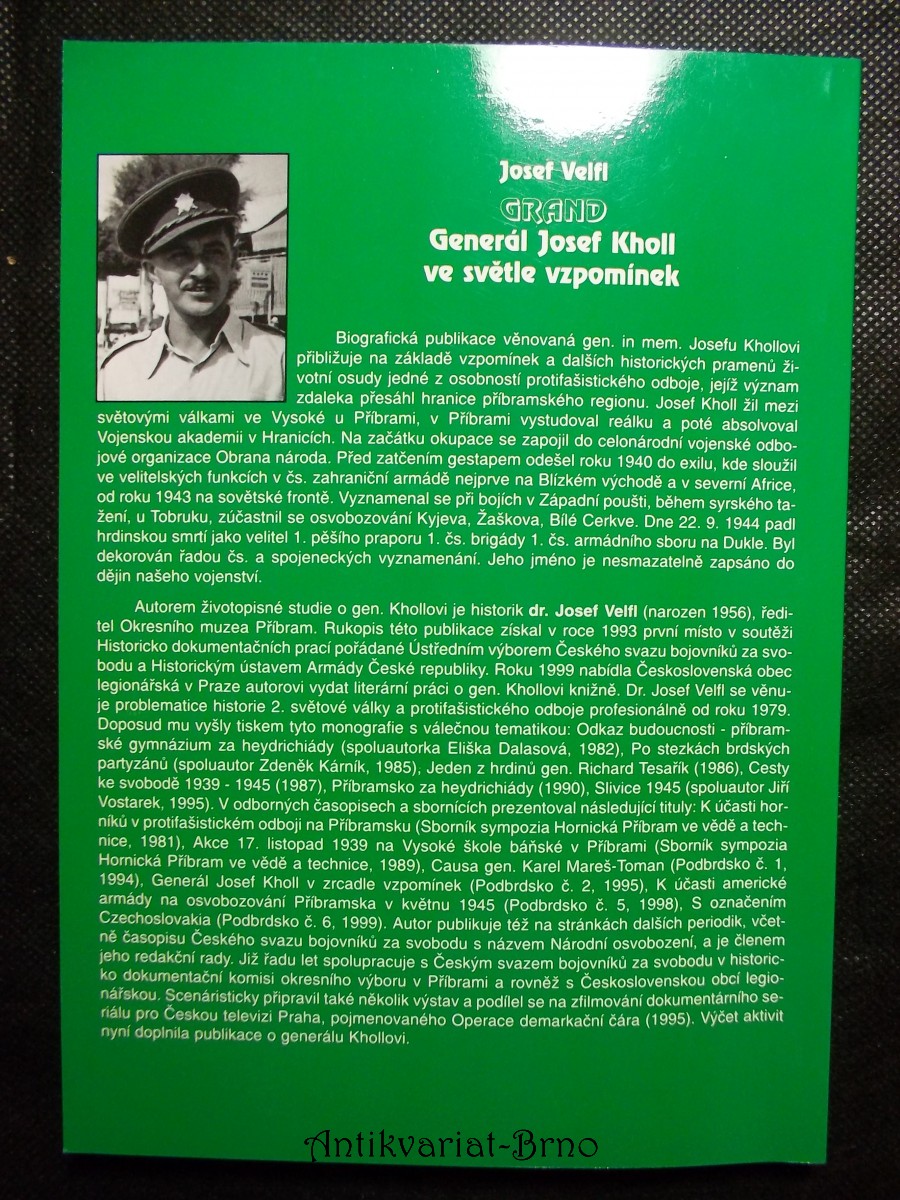 Josef Velfl
GRAND
Generál Josef Kholl
ve světle vzpomínek
Biografická publikace věnovaná gen. in mem. Josefu Khollovi
přibližuje na základě vzpomínek a dalších historických pramenů ži-
votní osudy jedné z osobností protifašistického odboje, jejíž význam
zdaleka přesáhl hranice příbramského regionu. Josef Kholl žil mezi
světovými válkami ve Vysoké u Příbrami, v Příbrami vystudoval reálku a poté absolvoval
Vojenskou akademii v Hranicích. Na začátku okupace se zapojil do celonárodní vojenské odbo-
jové organizace Obrana národa. Před zatčením gestapem odešel roku 1940 do exilu, kde sloužil
ve velitelských funkcích v čs. zahraniční armádě nejprve na Blízkém východě a v severní Africe,
od roku 1943 na sovětské frontě. Vyznamenal se při bojích v Západní poušti, během syrského ta-
žení, u Tobruku, zúčastnil se osvobozování Kyjeva, Žaškova, Bílé Cerkve. Dne 22. 9. 1944 padl
hrdinskou smrtí jako velitel 1. pěšího praporu 1. čs. brigády 1. čs. armádního sboru na Dukle. Byl
dekorován řadou čs. a spojeneckých vyznamenání. Jeho jméno je nesmazatelně zapsáno do
dějin našeho vojenství.
Autorem životopisné studie o gen. Khollovi je historik dr. Josef Velfl (narozen 1956), ředi-
tel Okresního muzea Příbram. Rukopis této publikace získal v roce 1993 první místo v soutěži
Historicko dokumentačních prací pořádané Ústředním výborem Českého svazu bojovníků za svo-
bodu a Historickým ústavem Armády České republiky. Roku 1999 nabídla Československá obec
legionářská v Praze autorovi vydat literární práci o gen. Khollovi knižně. Dr. Josef Velfl se věnu-
je problematice historie 2. světové války a protifašistického odboje profesionálně od roku 1979.
Doposud mu vyšly tiskem tyto monografie s válečnou tematikou: Odkaz budoucnosti - příbram-
ské gymnázium za heydrichiády (spoluautorka Eliška Dalasová, 1982), Po stezkách brdských
partyzánů (spoluautor Zdeněk Kárník, 1985), Jeden z hrdinů gen. Richard Tesařík (1986), Cesty
ke svobodě 1939 - 1945 (1987), Příbramsko za heydrichiády (1990), Slivice 1945 (spoluautor Jiří
Vostarek, 1995). V odborných časopisech a sbornících prezentoval následující tituly: K účasti hor-
níků v protifašistickém odboji na Příbramsku (Sborník sympozia Hornická Příbram ve vědě a tech-
nice, 1981), Akce 17. listopad 1939 na Vysoké škole báňské v Příbrami (Sborník sympozia
Hornická Příbram ve vědě a technice, 1989), Causa gen. Karel Mareš-Toman (Podbrdsko č. 1,
1994), Generál Josef Kholl v zrcadle vzpomínek (Podbrdsko č. 2, 1995), K účasti americké
armády na osvobozování Příbramska v květnu 1945 (Podbrdsko č. 5, 1998), S označením
Czechoslovakia (Podbrdsko č. 6, 1999). Autor publikuje též na stránkách dalších periodik, včet-
ně časopisu Českého svazu bojovníků za svobodu s názvem Národní osvobození, a je členem
jeho redakční rady. Již řadu let spolupracuje s Českým svazem bojovníků za svobodu v historic-
ko dokumentační komisi okresního výboru v Příbrami a rovněž s Československou obcí legio-
nářskou. Scenáristicky připravil také několik výstav a podílel se na zfilmování dokumentárního se-
riálu pro Českou televizi Praha, pojmenovaného Operace demarkační čára (1995). Výčet aktivit
nyní doplnila publikace o generálu Khollovi.
Antikvariat-Brno